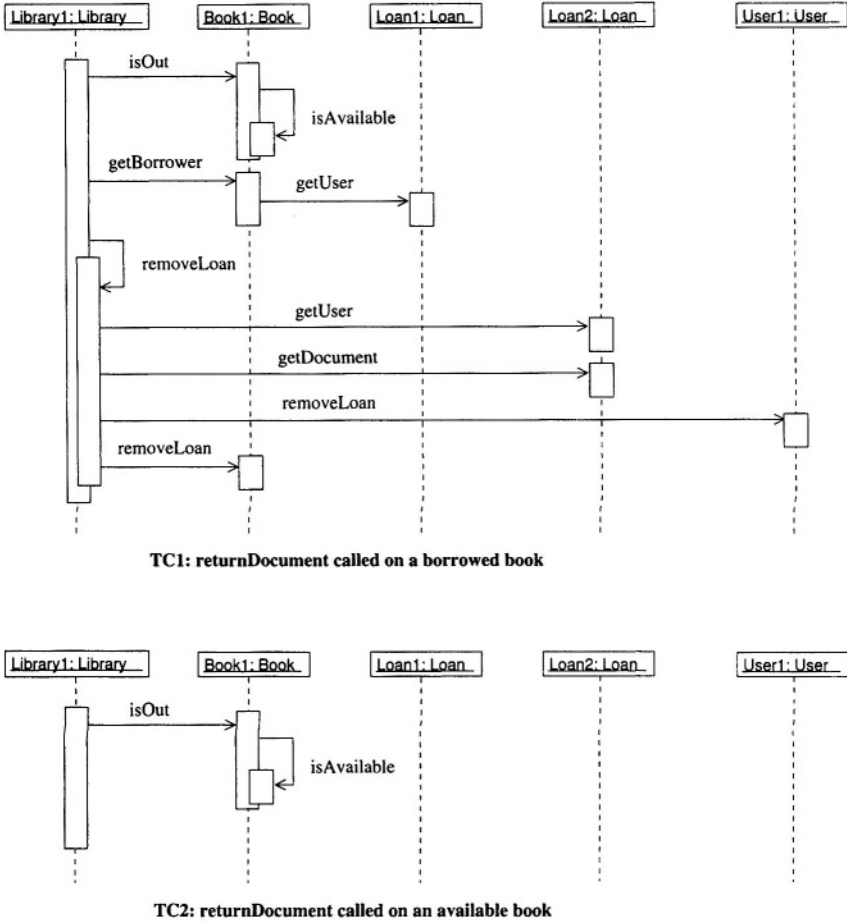 Library1: Library
Book1: Book
Loan1: Loan
Loan2: Loan
User1: User
isOut
isAvailable
getBorrower
getUser
removeLoan
getUser
getDocument
removeLoan
removeLoan
TC1: returnDocument called on a borrowed book
Library1: Library
Book1: Book
Loan1: Loan
Loan2: Loan
User1: User
isOut
isAvailable
TC2: returnDocument called on an available book